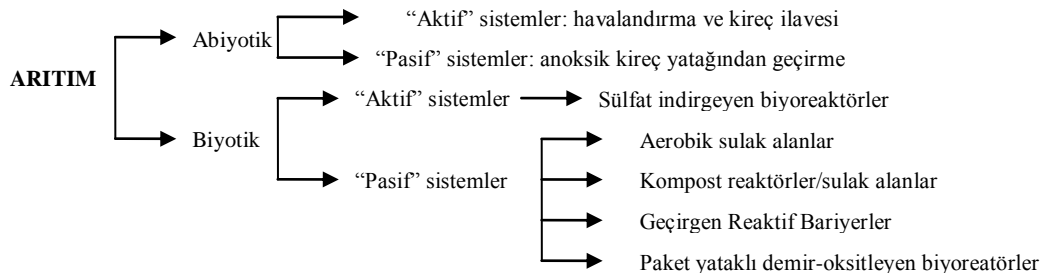 “Aktif” sistemler: havalandırma ve kireç ilavesi
Abiyotik
“Pasif” sistemler: anoksik kireç yatağından geçirme
ARITIM
“Aktif” sistemler
Sülfat indirgeyen biyoreaktörler
Biyotik
Aerobik sulak alanlar
“Pasif” sistemler
Kompost reaktörler/sulak alanlar
Geçirgen Reaktif Bariyerler
Paket yataklı demir-oksitleyen biyoreatörler